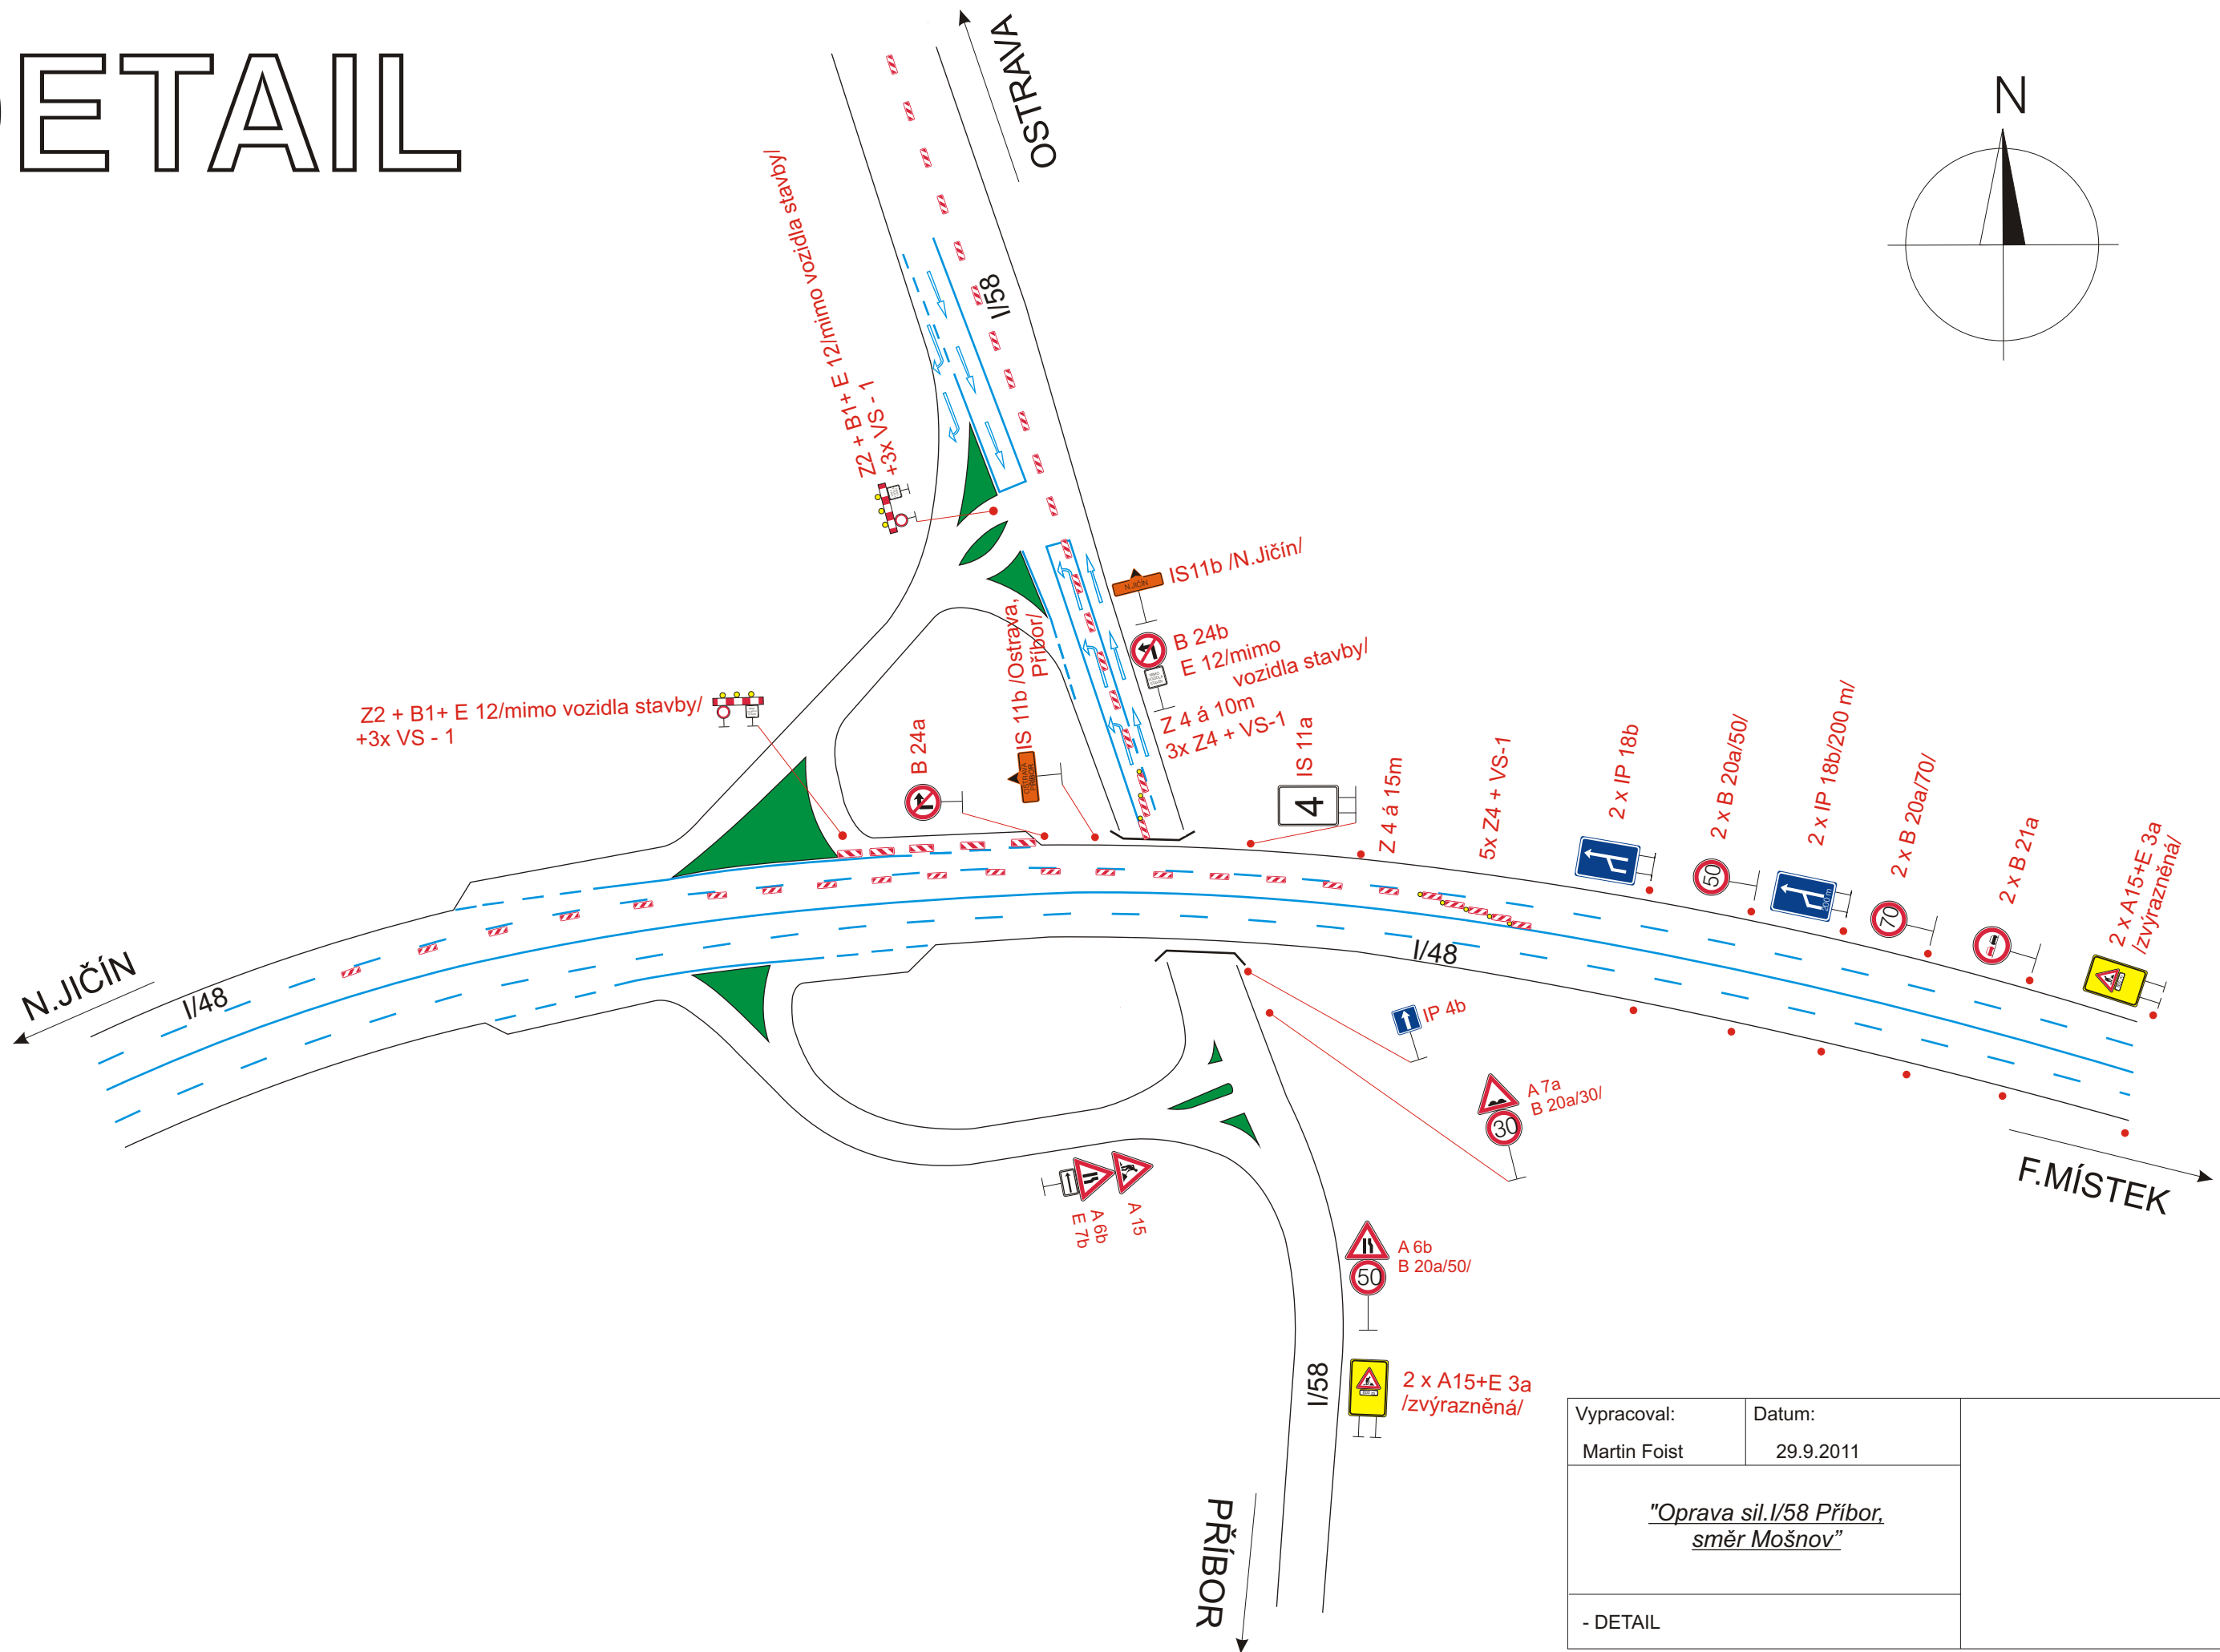 ETAIL
OSTRAVA
N
I/58
Z2 + B1+ E 12/mimo vozidla stavby/
+3x VS - 1
IS11b /N.Jičín/
N.JIČÍN
B 24b
E 12/mimo
vozidla stavby/
Z 4 á 10m
3x Z4 + VS-1
IS 11b /Ostrava,
Příbor/
OSTRAVA
PŘÍBOR
Z2 + B1+ E 12/mimo vozidla stavby/
+3x VS - 1
B 24a
IS 11a
4
Z 4 á 15m
5x Z4 + VS-1
2 x IP 18b
2 x B 20a/50/
50
2 x IP 18b/200 m/
200 m
2 x B 20a/70/
70
2 x B 21a
2 x A15+E 3a
/zvýrazněná/
N.JIČÍN
I/48
I/48
IP 4b
A 7a
B 20a/30/
30
F.MÍSTEK
A 15
A 6b
E 7b
A 6b
B 20a/50/
50
I/58
2 x A15+E 3a
/zvýrazněná/
PŘÍBOR
Vypracoval:
Martin Foist
Datum:
29.9.2011
"Oprava sil.I/58 Příbor,
směr Mošnov”
- DETAIL